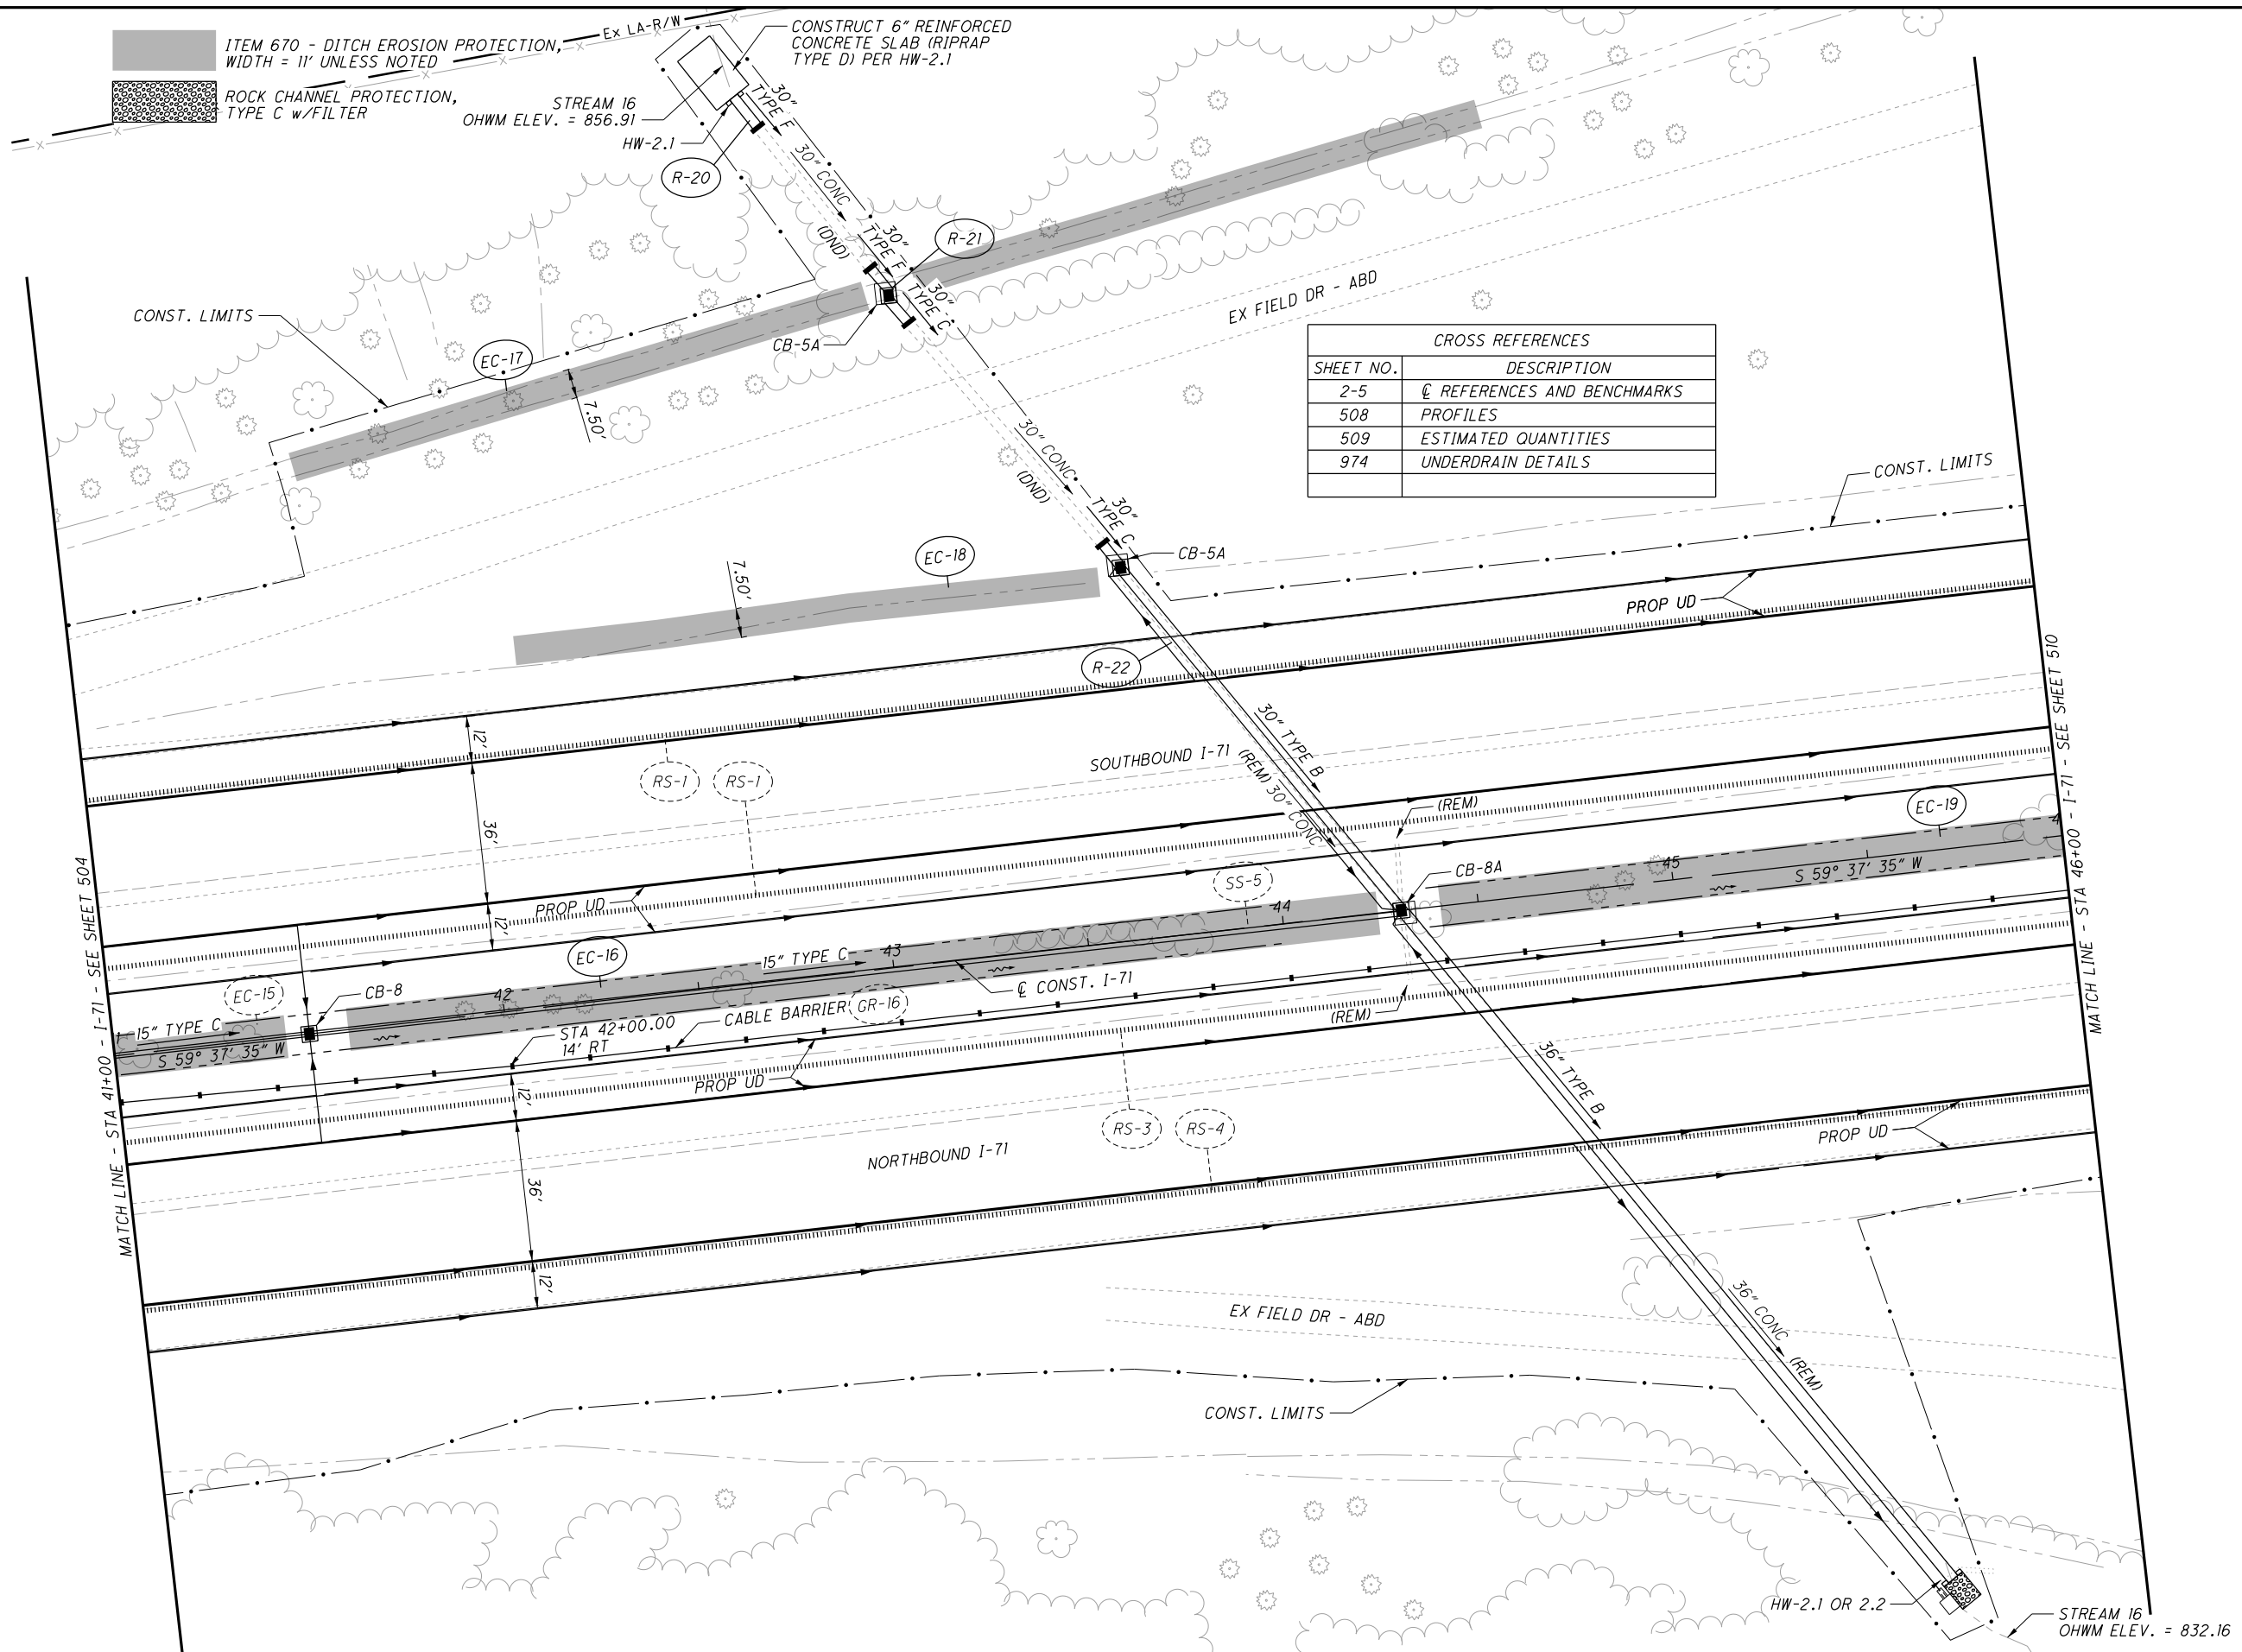 Ex LA-R/W
ITEM 670 - DITCH EROSION PROTECTION,
WIDTH = 11' UNLESS NOTED
ROCK CHANNEL PROTECTION,
TYPE C w/FILTER
CONSTRUCT 6" REINFORCED
CONCRETE SLAB (RIPRAP
TYPE D) PER HW-2.1
STREAM 16
OHWM ELEV. = 856.91
HW-2.1
R-20
30"
TYPE F
30" CONC
(DND)
30"
TYPE F
R-21
30"
TYPE C
CB-5A
CONST. LIMITS
EC-17
7.50'
EX FIELD DR - ABD
CROSS REFERENCES
SHEET NO.
DESCRIPTION
2-5
℄ REFERENCES AND BENCHMARKS
508
PROFILES
509
ESTIMATED QUANTITIES
974
UNDERDRAIN DETAILS
30" CONC
(DND)
30"
TYPE C
CONST. LIMITS
CB-5A
EC-18
7.50'
PROP UD
R-22
30" TYPE B
(REM) 30" CONC
SOUTHBOUND I-71
12'
RS-1
RS-1
36'
(REM)
EC-19
PROP UD
12'
SS-5
CB-8A
45
S 59° 37' 35" W
44
EC-16
15" TYPE C
43
EC-15
CB-8
42
℄ CONST. I-71
15" TYPE C
S 59° 37' 35" W
STA 42+00.00
14' RT
CABLE BARRIER
GR-16
(REM)
PROP UD
12'
36" TYPE B
RS-3
RS-4
NORTHBOUND I-71
PROP UD
36'
12'
EX FIELD DR - ABD
36" CONC
(REM)
CONST. LIMITS
HW-2.1 OR 2.2
STREAM 16
OHWM ELEV. = 832.16
MATCH LINE - STA 41+00 - I-71 - SEE SHEET 504
MATCH LINE - STA 46+00 - I-71 - SEE SHEET 510